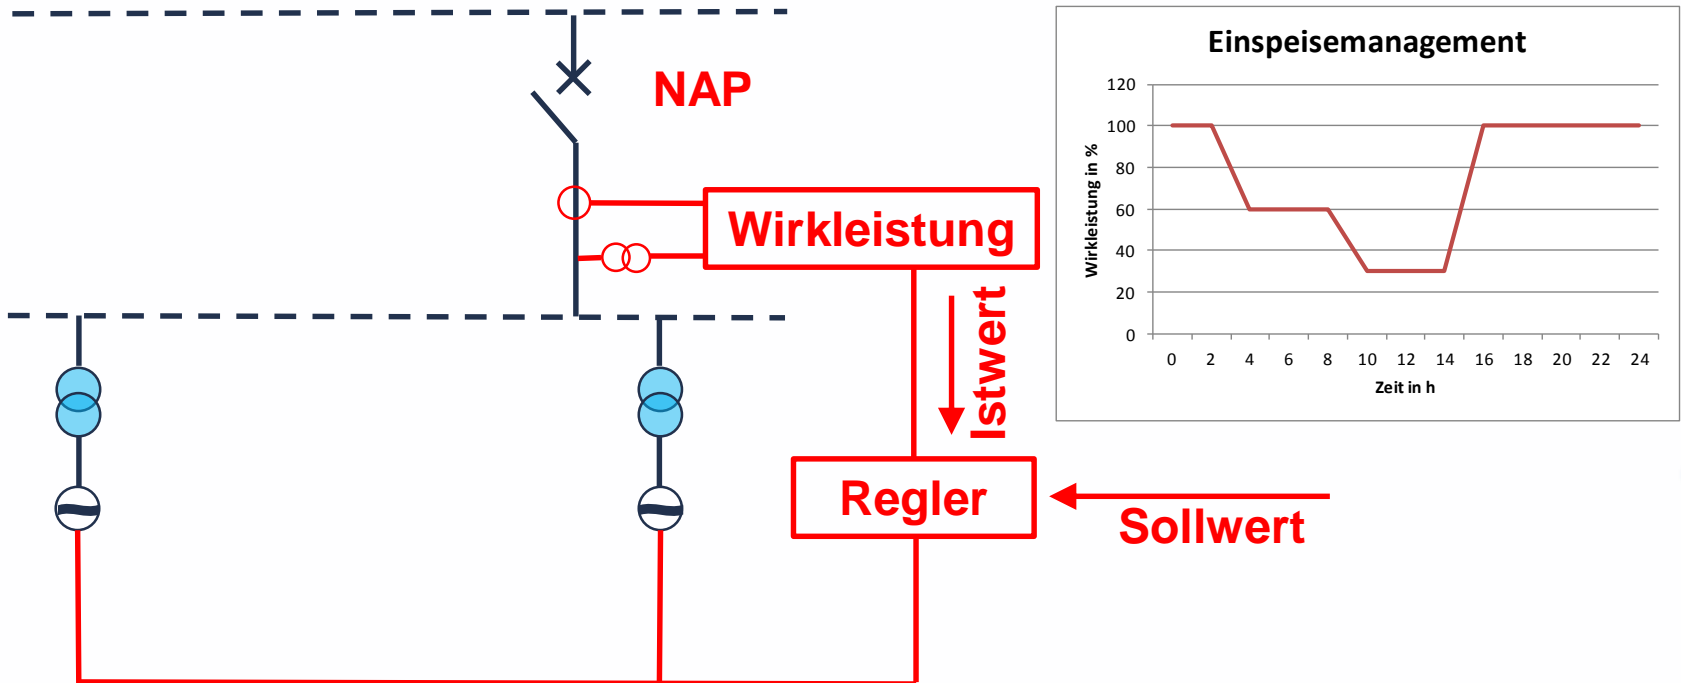 NAP
Wirkleistung
Istwert
Regler
Sollwert
Einspeisemanagement
Wirkleistung in %
120
100
80
60
40
20
0
0 2 4 6 8 10 12 14 16 18 20 22 24
Zeit in h